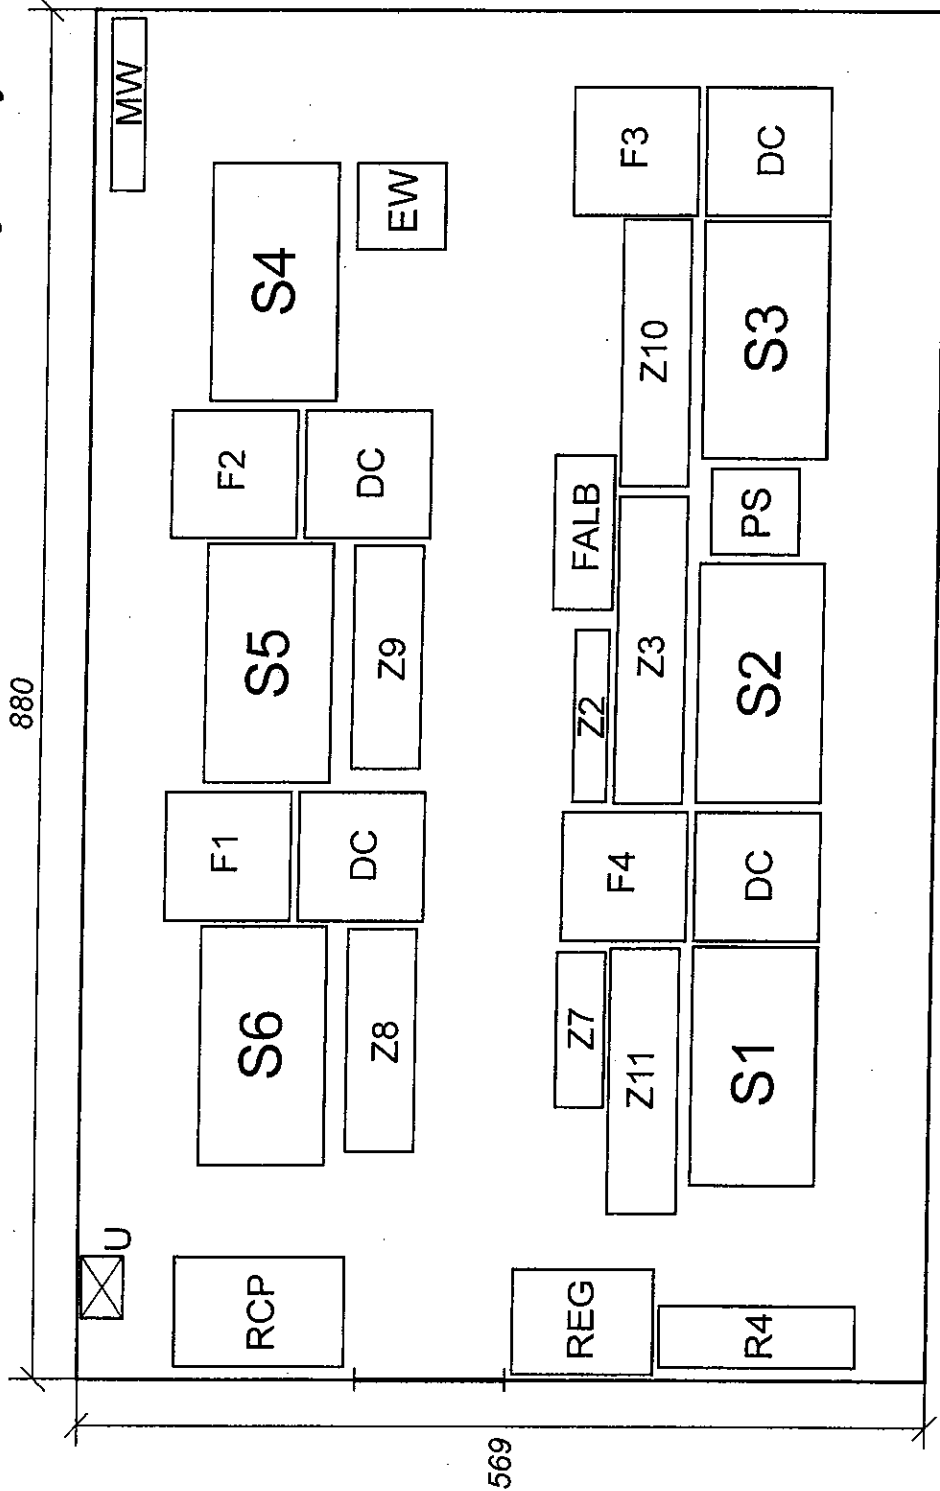 880
MW
S4
EW
F2
DC
S5
Z9
F1
DC
S6
Z8
U
RCP
F3
DC
Z10
S3
FALB
PS
Z2
Z3
S2
F4
DC
Z7
Z11
S1
REG
R4
569